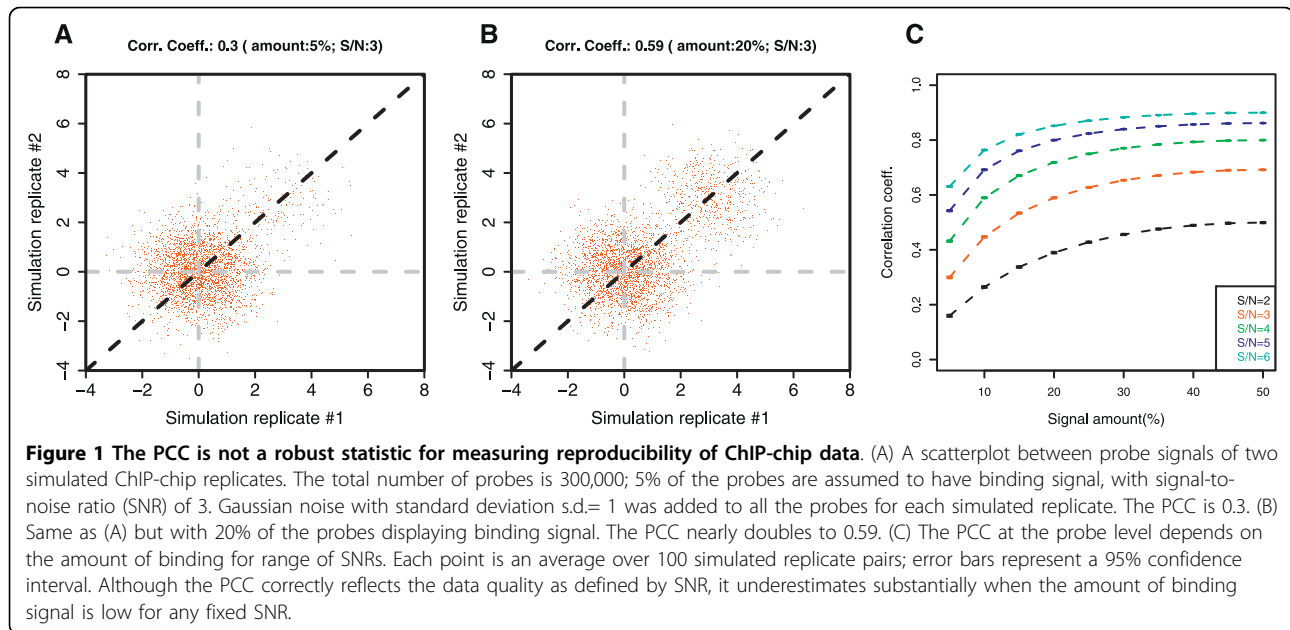 A
Corr. Coeff.: 0.3 ( amount:5%; S/N:3)
Simulation replicate #2
8
6
4
2
0
−2
−4
−4
−2
0
2
4
6
8
Simulation replicate #1
B
Corr. Coeff.: 0.59 ( amount:20%; S/N:3)
Simulation replicate #2
8
6
4
2
0
−2
−4
−4
−2
0
2
4
6
8
Simulation replicate #1
C
Correlation coeff.
1.0
0.8
0.6
0.4
0.2
0.0
10
20
30
40
50
Signal amount(%)
S/N=2
S/N=3
S/N=4
S/N=5
S/N=6
Figure 1 The PCC is not a robust statistic for measuring reproducibility of ChIP-chip data. (A) A scatterplot between probe signals of two
simulated ChIP-chip replicates. The total number of probes is 300,000; 5% of the probes are assumed to have binding signal, with signal-to-
noise ratio (SNR) of 3. Gaussian noise with standard deviation s.d.= 1 was added to all the probes for each simulated replicate. The PCC is 0.3. (B)
Same as (A) but with 20% of the probes displaying binding signal. The PCC nearly doubles to 0.59. (C) The PCC at the probe level depends on
the amount of binding for range of SNRs. Each point is an average over 100 simulated replicate pairs; error bars represent a 95% confidence
interval. Although the PCC correctly reflects the data quality as defined by SNR, it underestimates substantially when the amount of binding
signal is low for any fixed SNR.